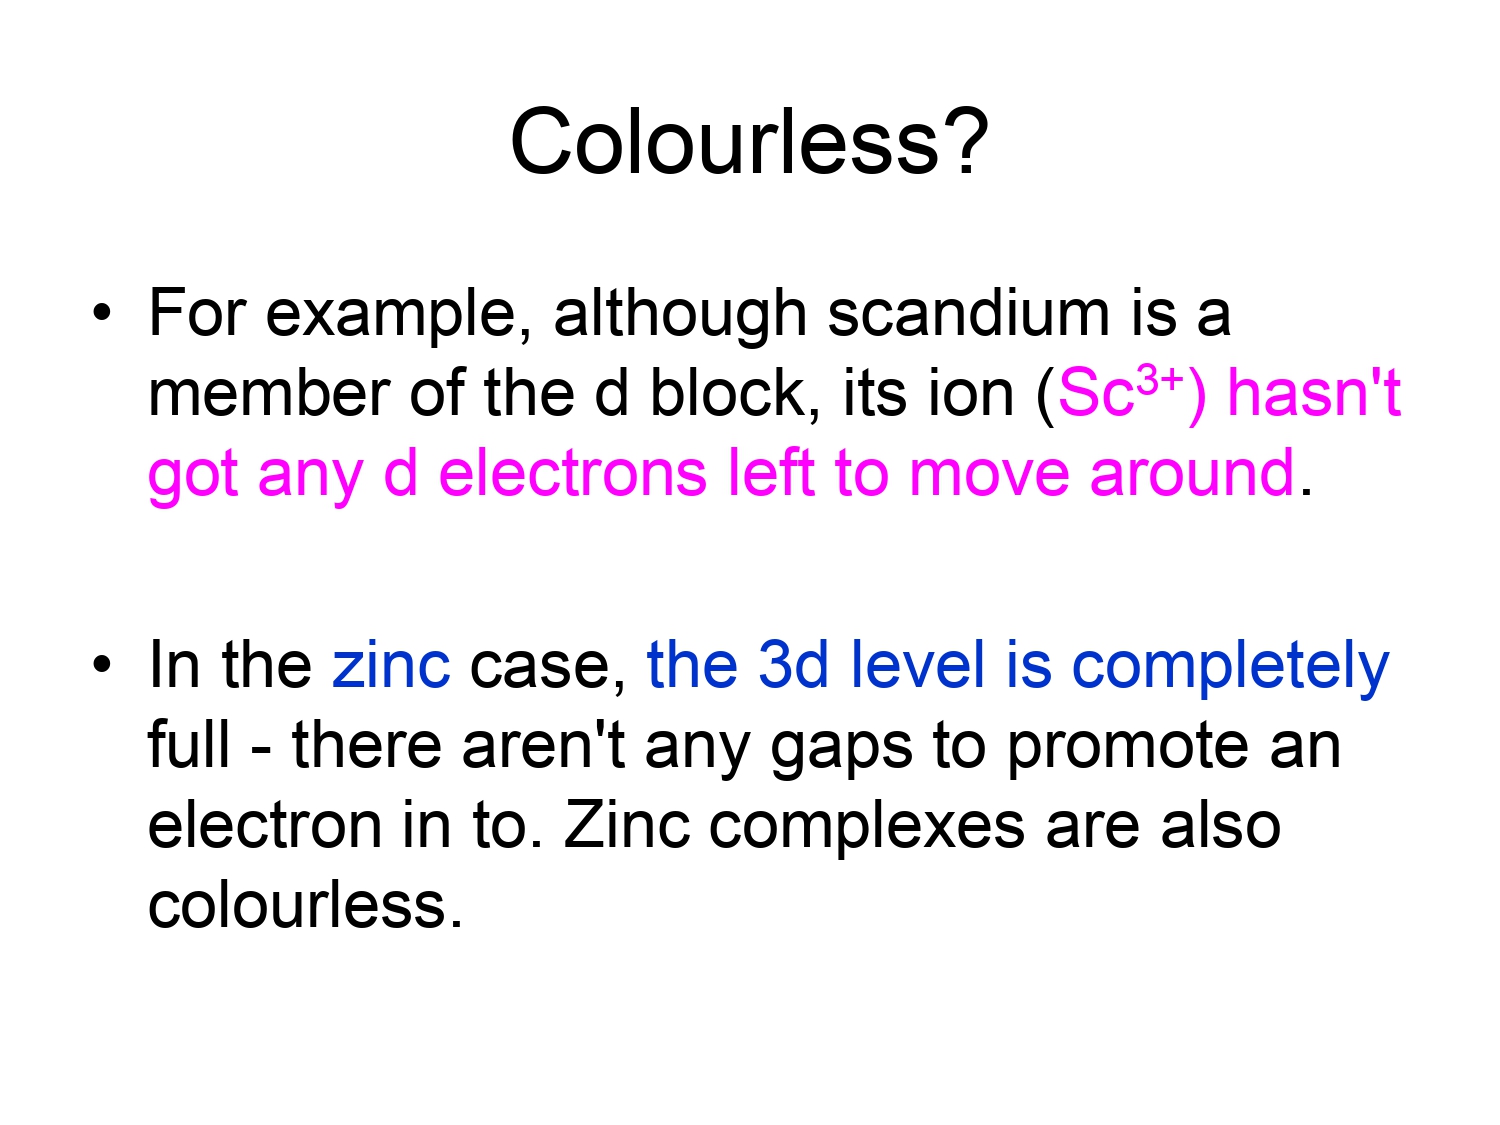 Colourless?
• For example, although scandium is a
member of the d block, its ion (Sc³⁺) hasn't
got any d electrons left to move around.
• In the zinc case, the 3d level is completely
full - there aren't any gaps to promote an
electron in to. Zinc complexes are also
colourless.